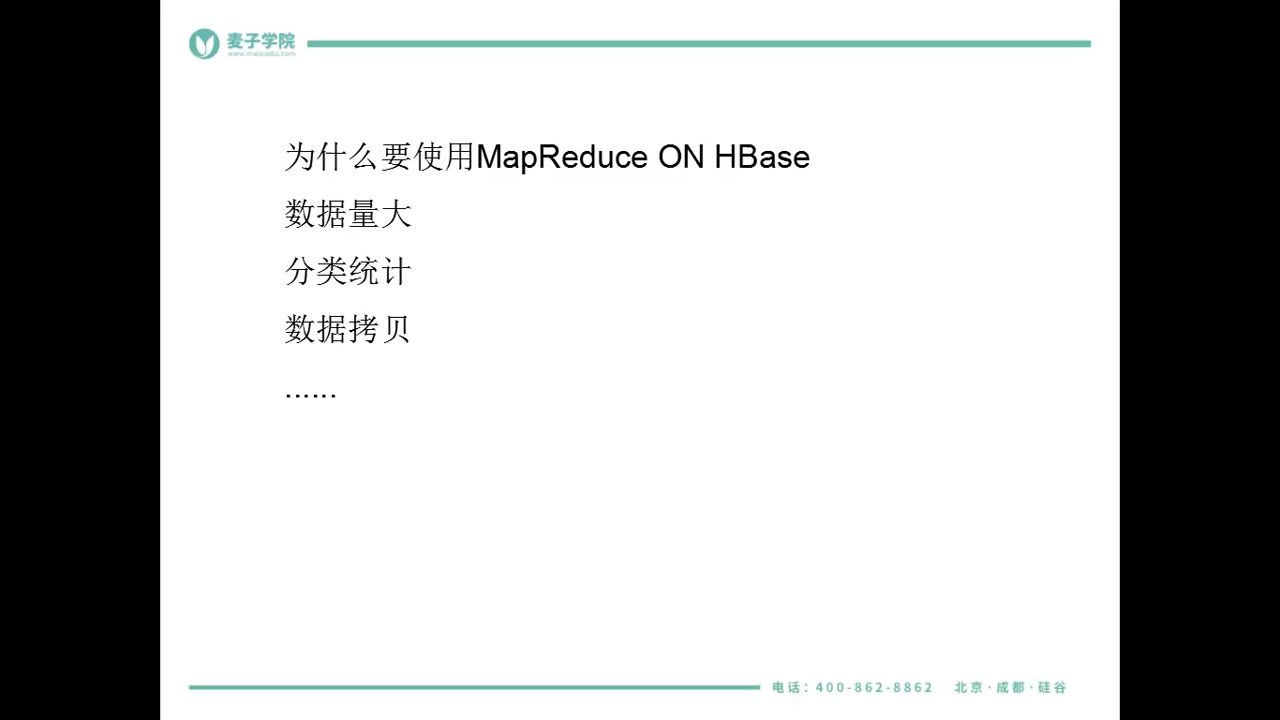 麦子学院
www.maiziedu.com
为什么要使用MapReduce ON HBase
数据量大
分类统计
数据拷贝
......
电话：400-862-8862 北京·成都·硅谷